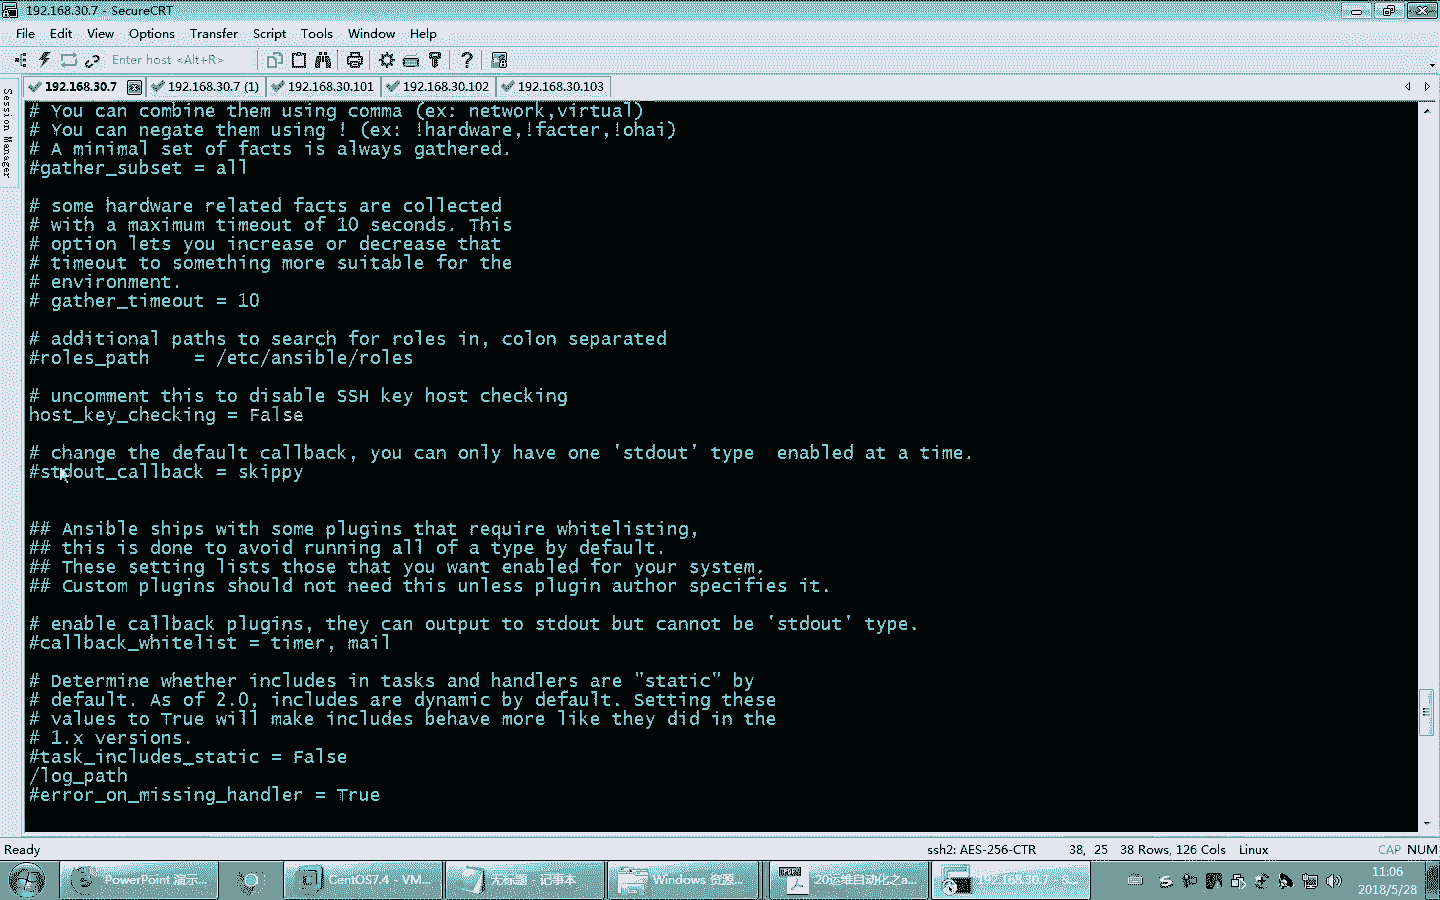 192.168.30.7 - SecureCRT
File Edit View Options Transfer Script Tools Window Help
Enter host <Alt+R>
192.168.30.7 192.168.30.7 (1) 192.168.30.101 192.168.30.102 192.168.30.103
Session Manager
# You can combine them using comma (ex: network,virtual)
# You can negate them using ! (ex: !hardware,!facter,!ohai)
# A minimal set of facts is always gathered.
#gather_subset = all
# some hardware related facts are collected
# with a maximum timeout of 10 seconds. This
# option lets you increase or decrease that
# timeout to something more suitable for the
# environment.
# gather_timeout = 10
# additional paths to search for roles in, colon separated
#roles_path    = /etc/ansible/roles
# uncomment this to disable SSH key host checking
host_key_checking = False
# change the default callback, you can only have one 'stdout' type  enabled at a time.
#stdout_callback = skippy
## Ansible ships with some plugins that require whitelisting,
## this is done to avoid running all of a type by default.
## These setting lists those that you want enabled for your system.
## Custom plugins should not need this unless plugin author specifies it.
# enable callback plugins, they can output to stdout but cannot be 'stdout' type.
#callback_whitelist = timer, mail
# Determine whether includes in tasks and handlers are "static" by
# default. As of 2.0, includes are dynamic by default. Setting these
# values to True will make includes behave more like they did in the
# 1.x versions.
#task_includes_static = False
/log_path
#error_on_missing_handler = True
Ready ssh2: AES-256-CTR 38, 25 38 Rows, 126 Cols Linux CAP NUM
PowerPoint 演示... CentOS7.4 - VM... 无标题 - 记事本 Windows 资源... 20运维自动化之a... 192.168.30.7 - S... 11:06
2018/5/28